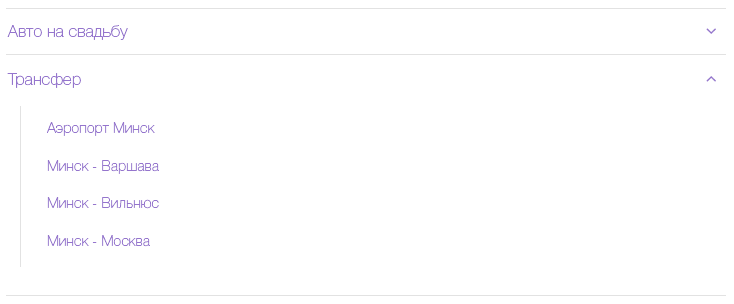 Авто на свадьбу
Трансфер
Аэропорт Минск
Минск - Варшава
Минск - Вильнюс
Минск - Москва